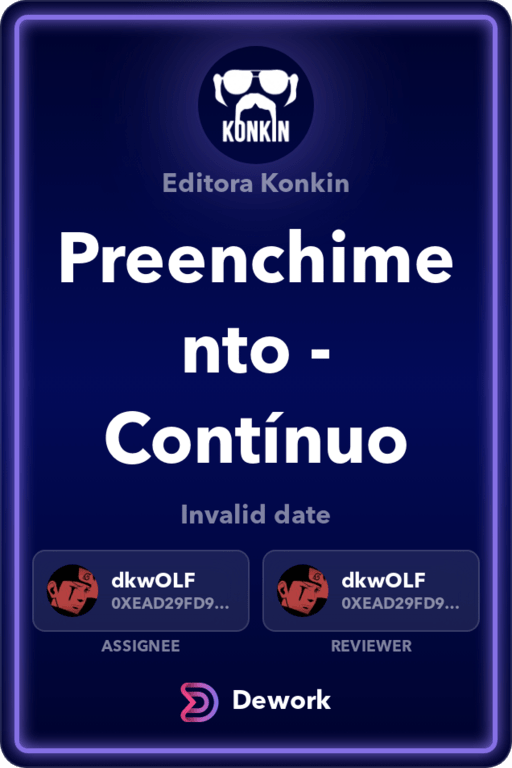 KONKIN
Editora Konkin
Preenchime
nto -
Contínuo
Invalid date
dkwOLF
0XEAD29FD9...
dkwOLF
0XEAD29FD9...
ASSIGNEE
REVIEWER
Dework